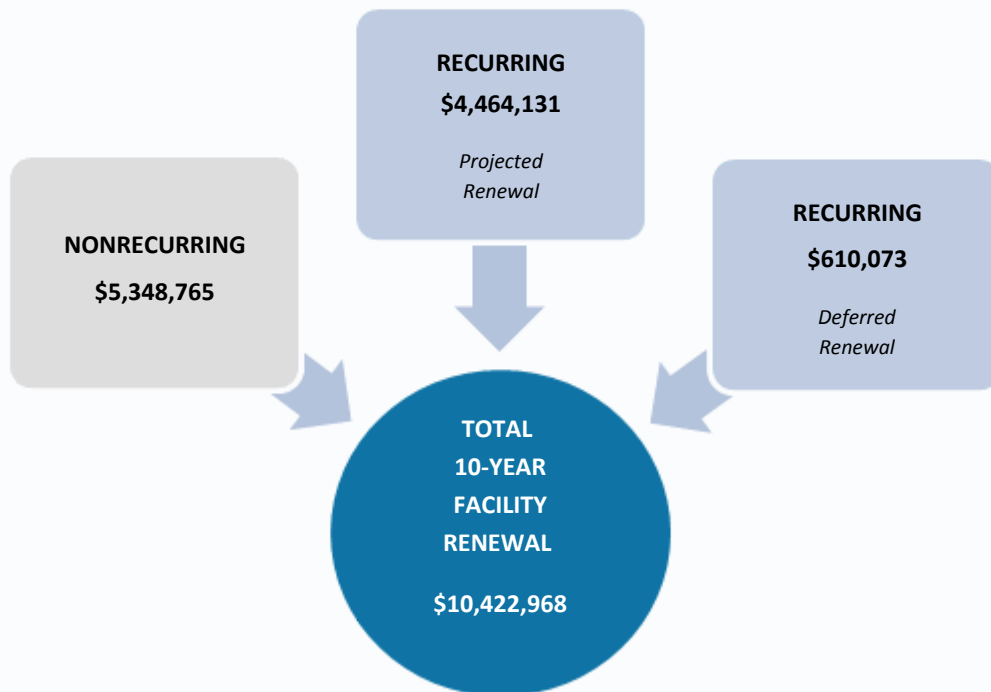 RECURRING
$4,464,131
Projected
Renewal
NONRECURRING
$5,348,765
RECURRING
$610,073
Deferred
Renewal
TOTAL
10-YEAR
FACILITY
RENEWAL
$10,422,968